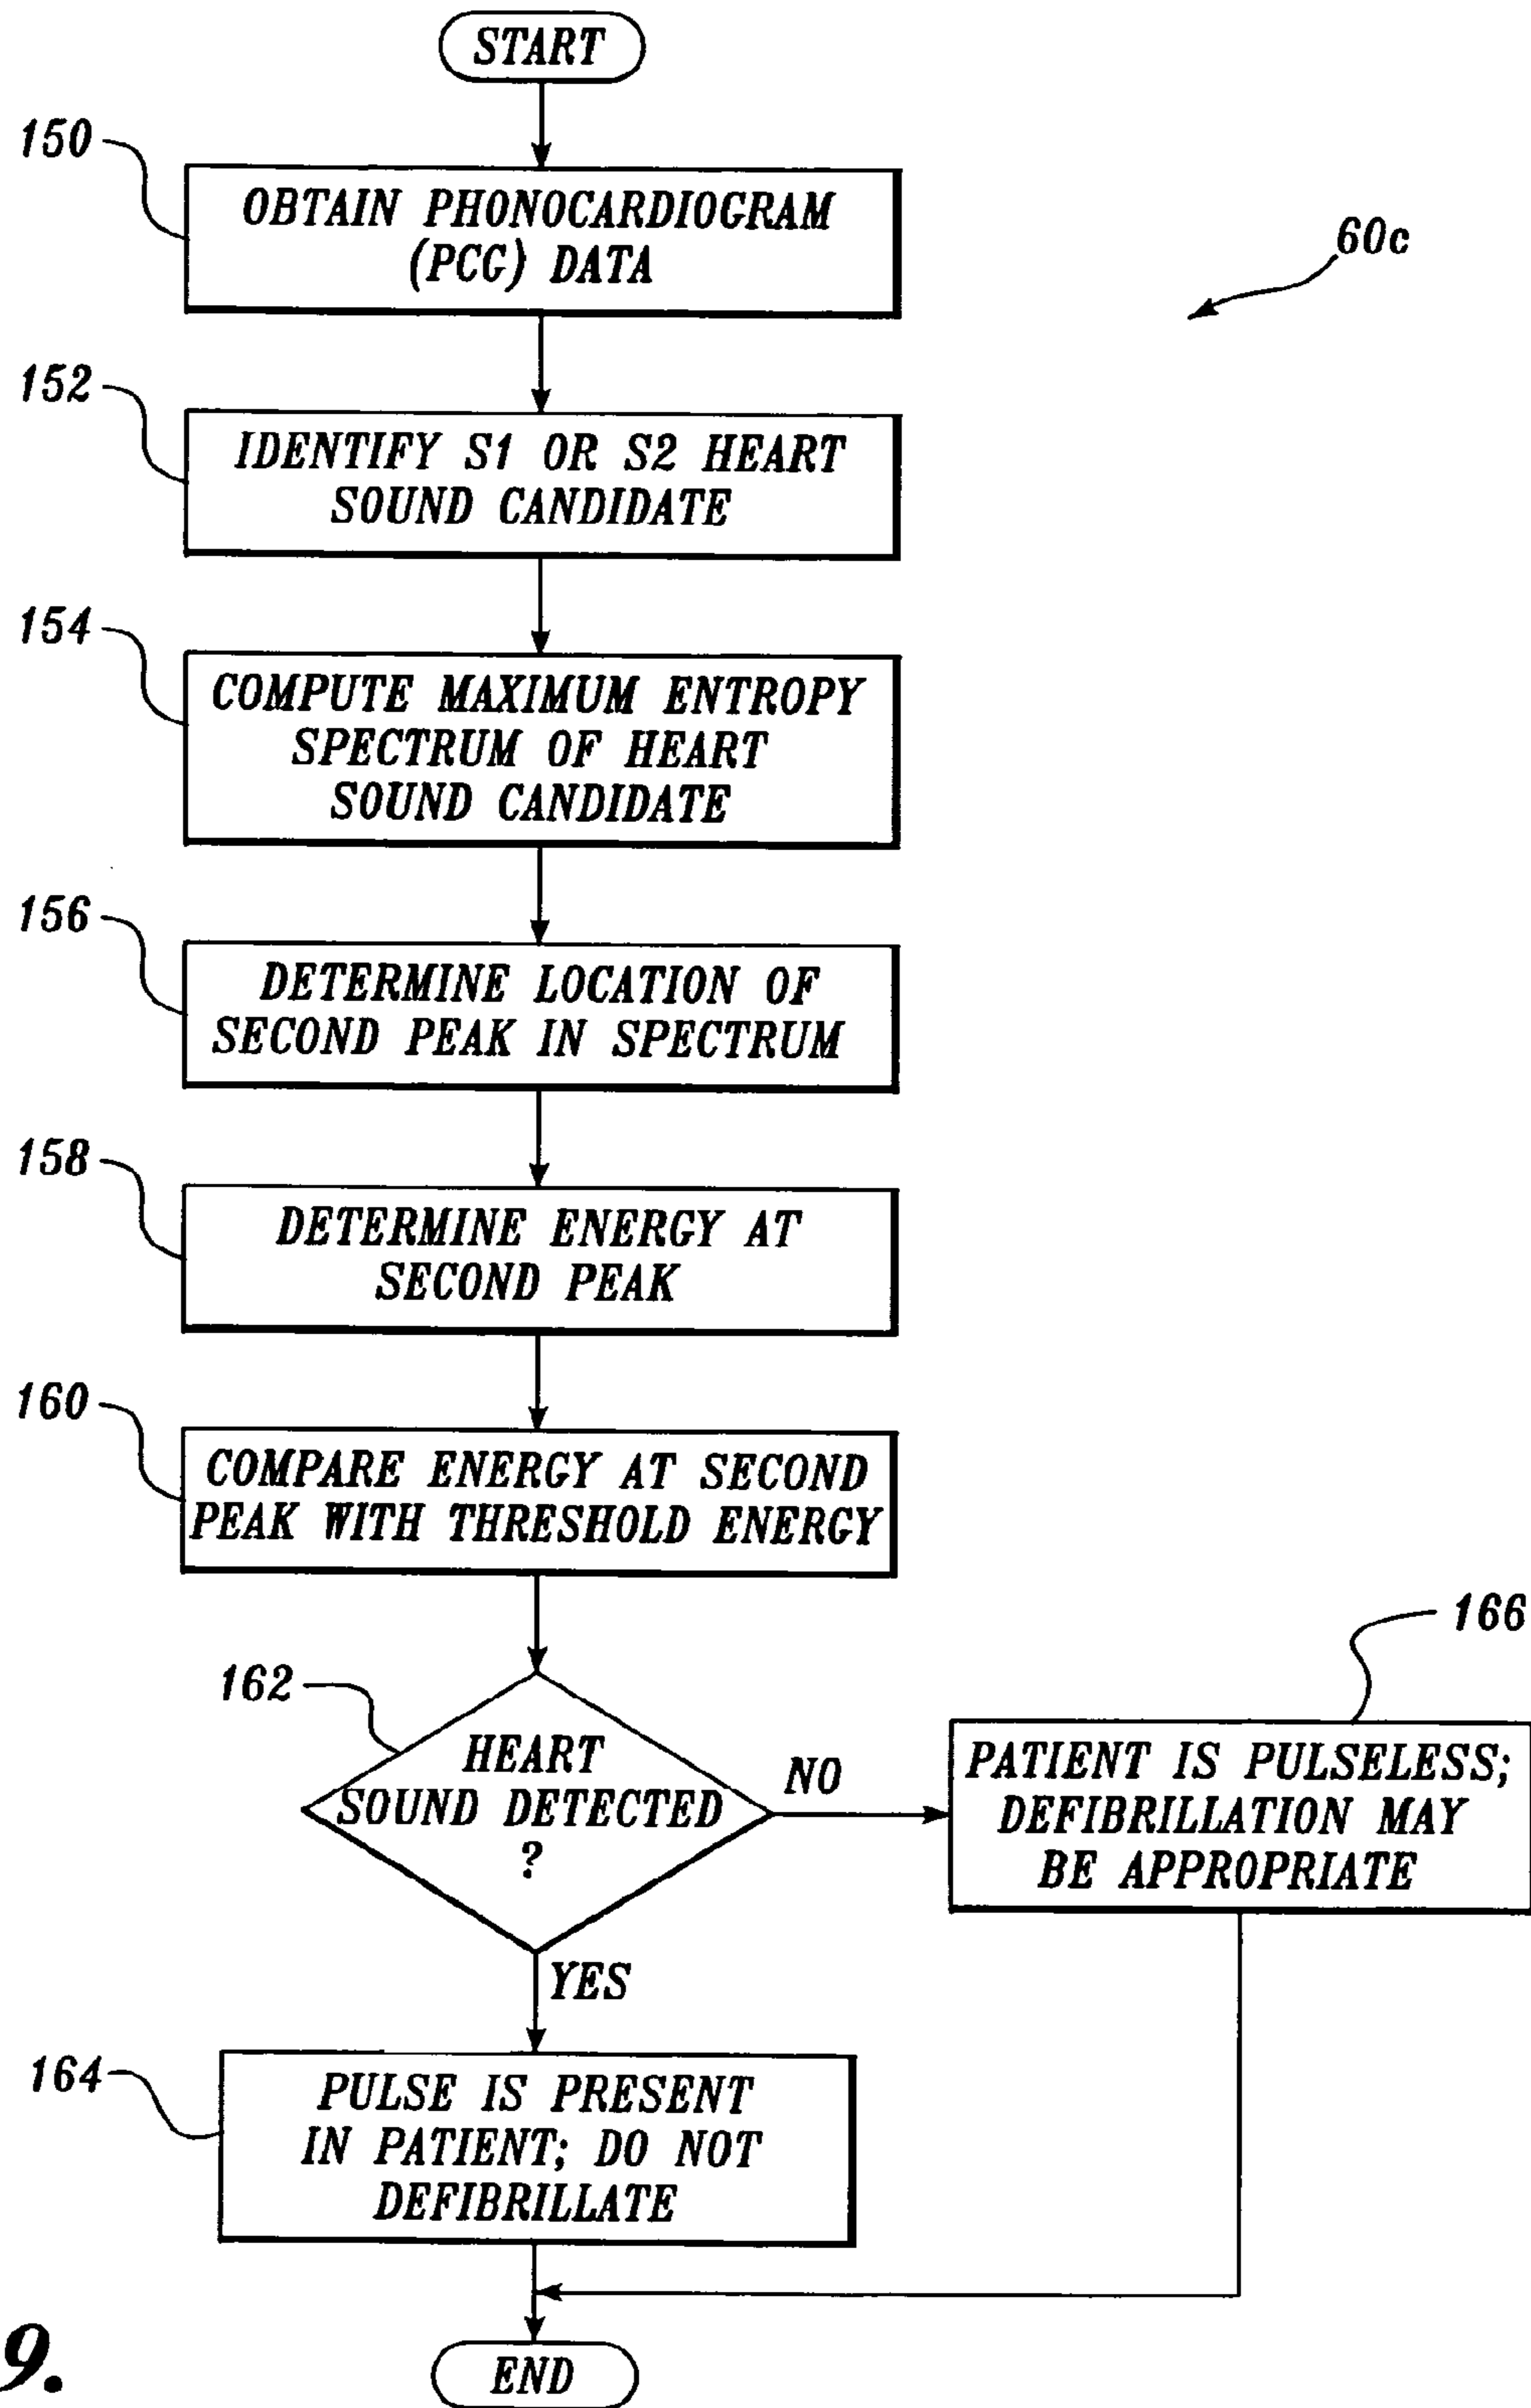 START
150
OBTAIN PHONOCARDIOGRAM
(PCG) DATA
60c
152
IDENTIFY S1 OR S2 HEART
SOUND CANDIDATE
154
COMPUTE MAXIMUM ENTROPY
SPECTRUM OF HEART
SOUND CANDIDATE
156
DETERMINE LOCATION OF
SECOND PEAK IN SPECTRUM
158
DETERMINE ENERGY AT
SECOND PEAK
160
COMPARE ENERGY AT SECOND
PEAK WITH THRESHOLD ENERGY
162
HEART
SOUND DETECTED
?
NO
166
PATIENT IS PULSELESS;
DEFIBRILLATION MAY
BE APPROPRIATE
YES
164
PULSE IS PRESENT
IN PATIENT; DO NOT
DEFIBRILLATE
END
9.